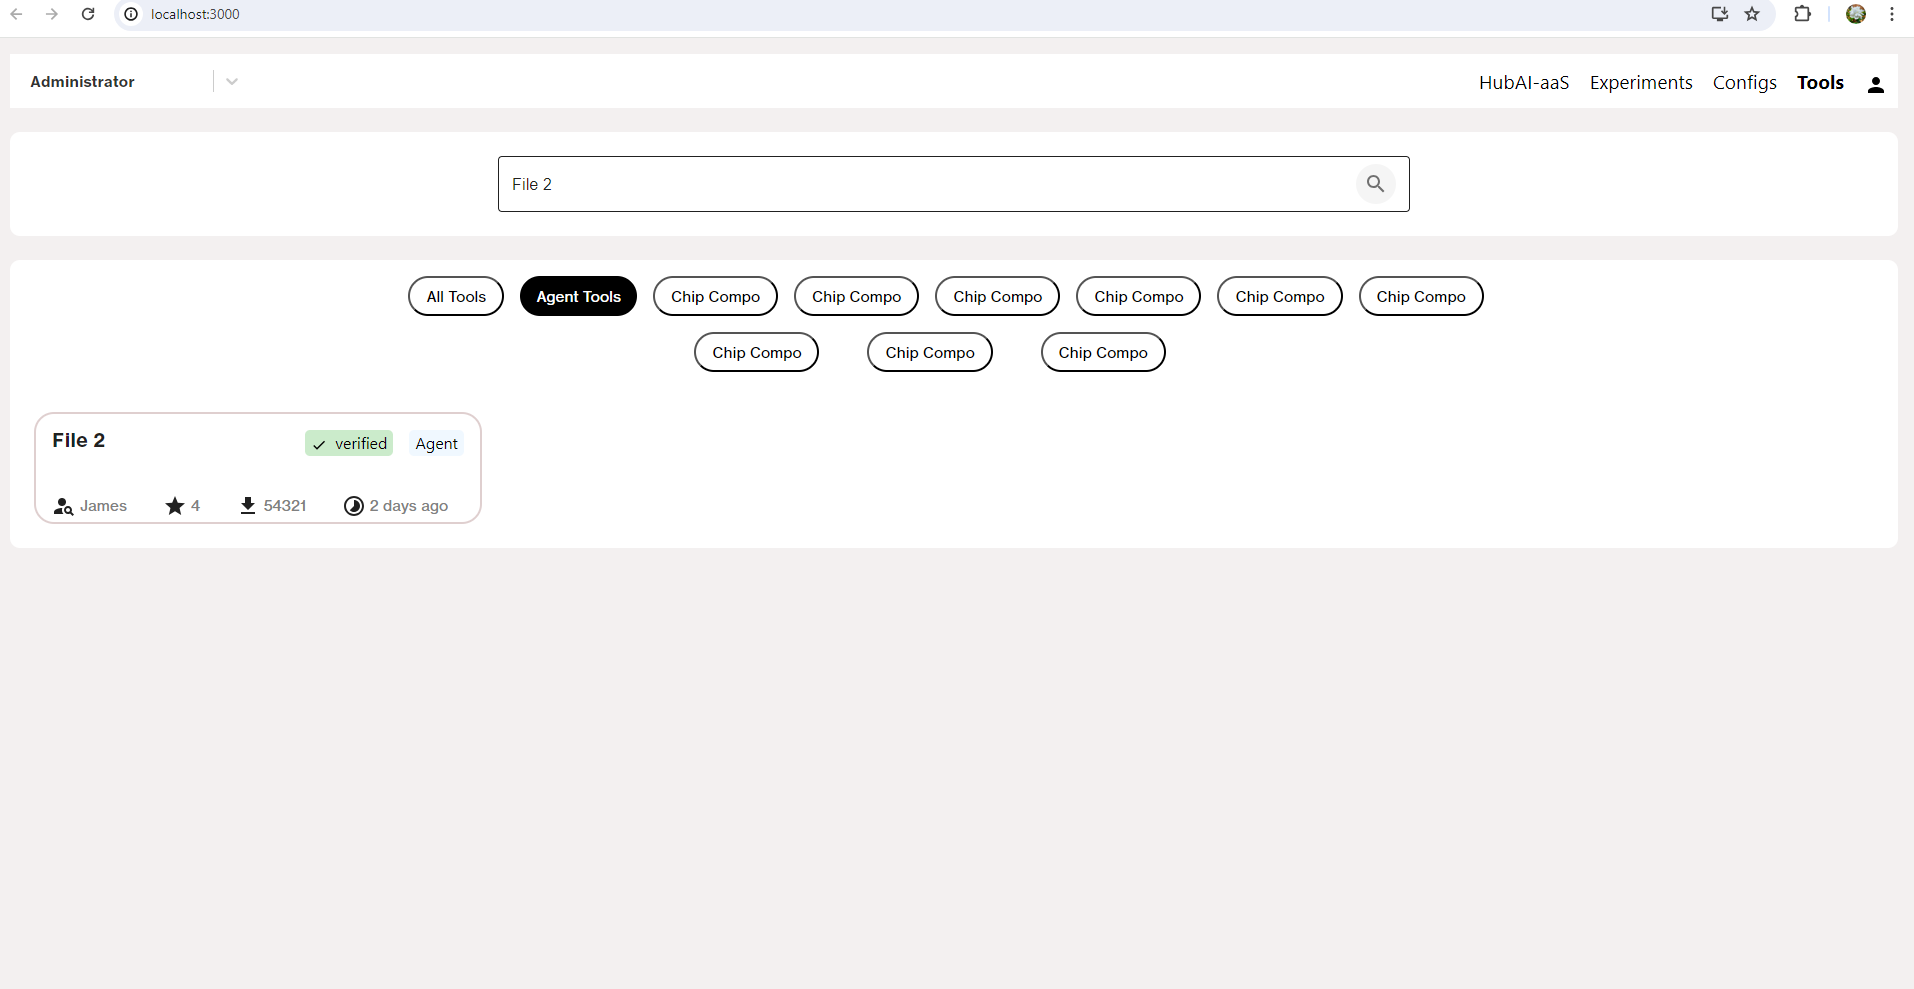 localhost:3000
Administrator
HubAI-aaS Experiments Configs Tools
File 2
All Tools Agent Tools Chip Compo Chip Compo Chip Compo Chip Compo Chip Compo Chip Compo
Chip Compo Chip Compo Chip Compo
File 2 verified Agent
James 4 54321 2 days ago